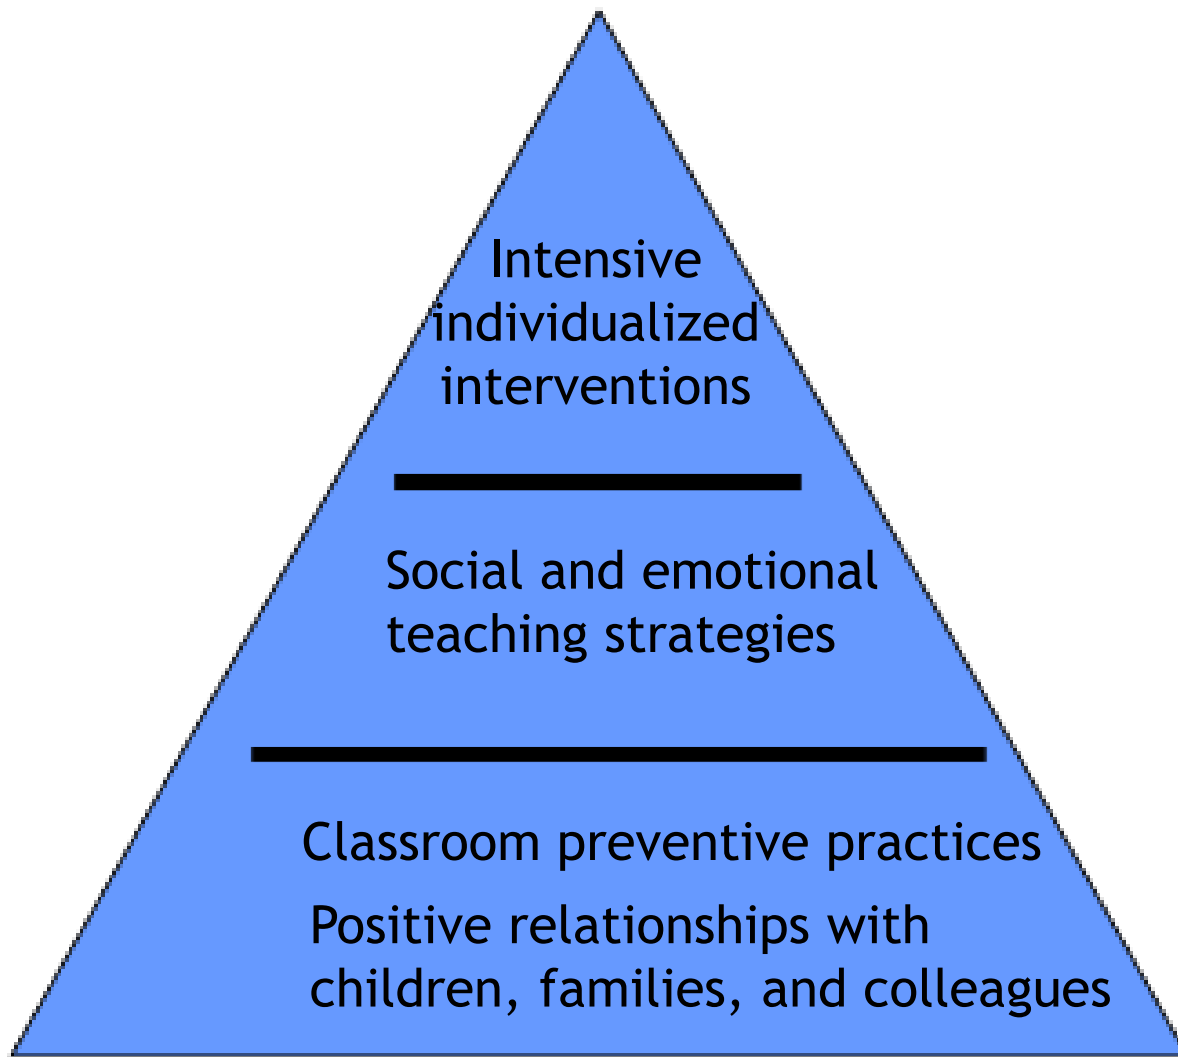 Intensive
individualized
interventions
Social and emotional
teaching strategies
Classroom preventive practices
Positive relationships with
children, families, and colleagues